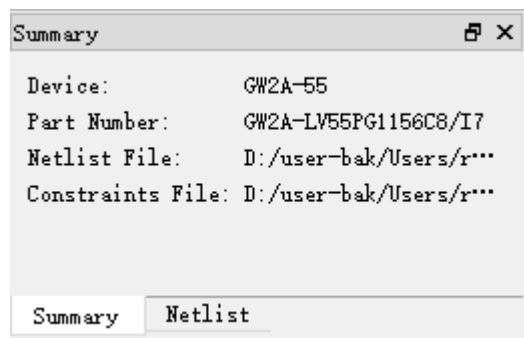 Summary
Device: GW2A-55
Part Number: GW2A-LV55PG1156C8/I7
Netlist File: D:/user-bak/Users/r···
Constraints File: D:/user-bak/Users/r···
Summary Netlist